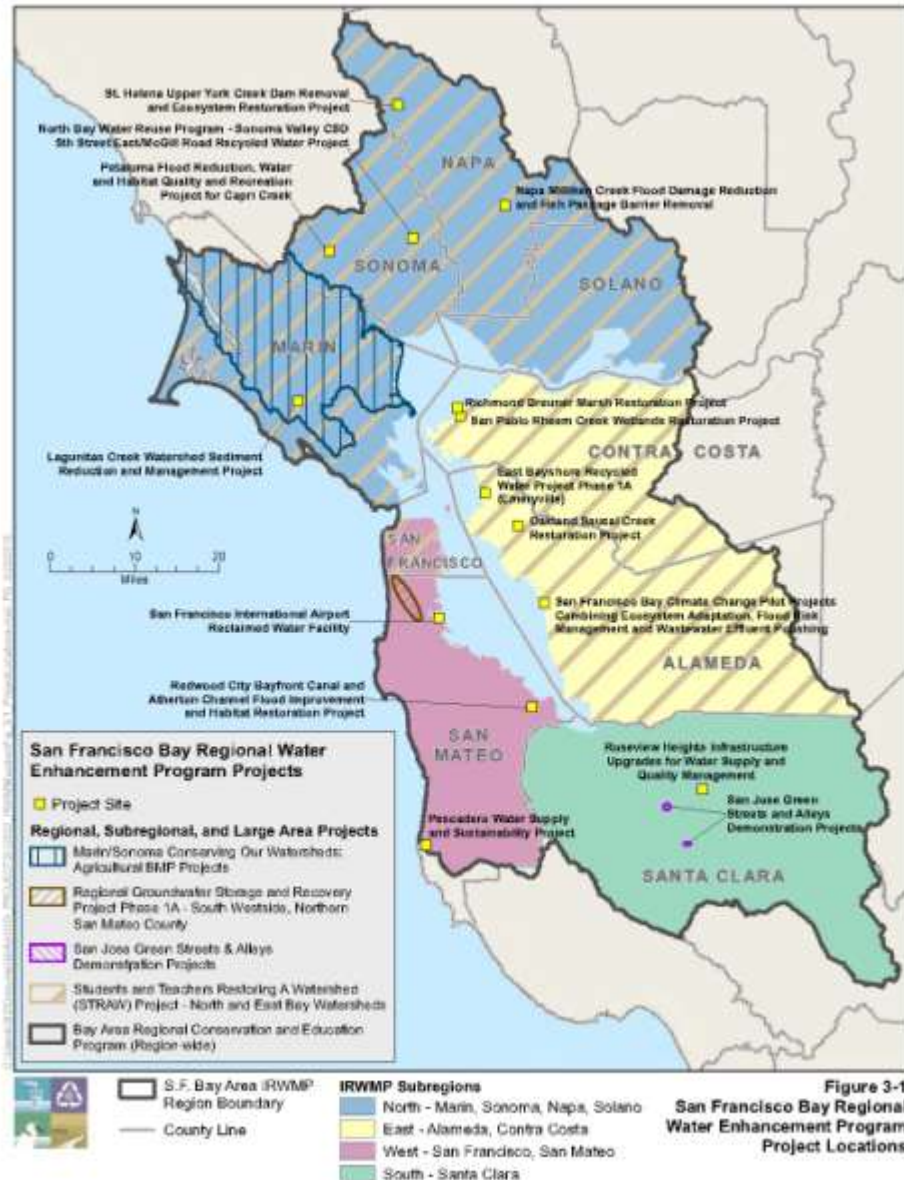 St. Helena Upper York Creek Dam Removal
and Ecosystem Restoration Project
North Bay Water Reuse Program - Sonoma Valley CSD
5th Street East/McGill Road Recycled Water Project
Petaluma Flood Reduction, Water
and Habitat Quality and Recreation
Project for Capri Creek
NAPA
Napa Milliken Creek Flood Damage Reduction
and Fish Passage Barrier Removal
SONOMA
SOLANO
MARIN
Richmond Breuner Marsh Restoration Project
San Pablo Rheem Creek Wetlands Restoration Project
CONTRA COSTA
Lagunitas Creek Watershed Sediment
Reduction and Management Project
East Bayshore Recycled
Water Project Phase 1A
(Emeryville)
Oakland Sausal Creek
Restoration Project
N
0 10 20
Miles
SAN
FRANCISCO
San Francisco International Airport
Reclaimed Water Facility
San Francisco Bay Climate Change Pilot Projects
Combining Ecosystem Adaptation, Flood Risk
Management and Wastewater Effluent Polishing
ALAMEDA
Redwood City Bayfront Canal and
Atherton Channel Flood Improvement
and Habitat Restoration Project
SAN
MATEO
Roseview Heights Infrastructure
Upgrades for Water Supply and
Quality Management
San Jose Green
Streets and Alleys
Demonstration Projects
Pescadero Water Supply
and Sustainability Project
SANTA CLARA
San Francisco Bay Regional Water
Enhancement Program Projects
Project Site
Regional, Subregional, and Large Area Projects
Marin/Sonoma Conserving Our Watersheds:
Agricultural BMP Projects
Regional Groundwater Storage and Recovery
Project Phase 1A - South Westside, Northern
San Mateo County
San Jose Green Streets & Alleys
Demonstration Projects
Students and Teachers Restoring A Watershed
(STRAW) Project - North and East Bay Watersheds
Bay Area Regional Conservation and Education
Program (Region-wide)
S.F. Bay Area IRWMP
Region Boundary
County Line
IRWMP Subregions
North - Marin, Sonoma, Napa, Solano
East - Alameda, Contra Costa
West - San Francisco, San Mateo
South - Santa Clara
Figure 3-1
San Francisco Bay Regional
Water Enhancement Program
Project Locations